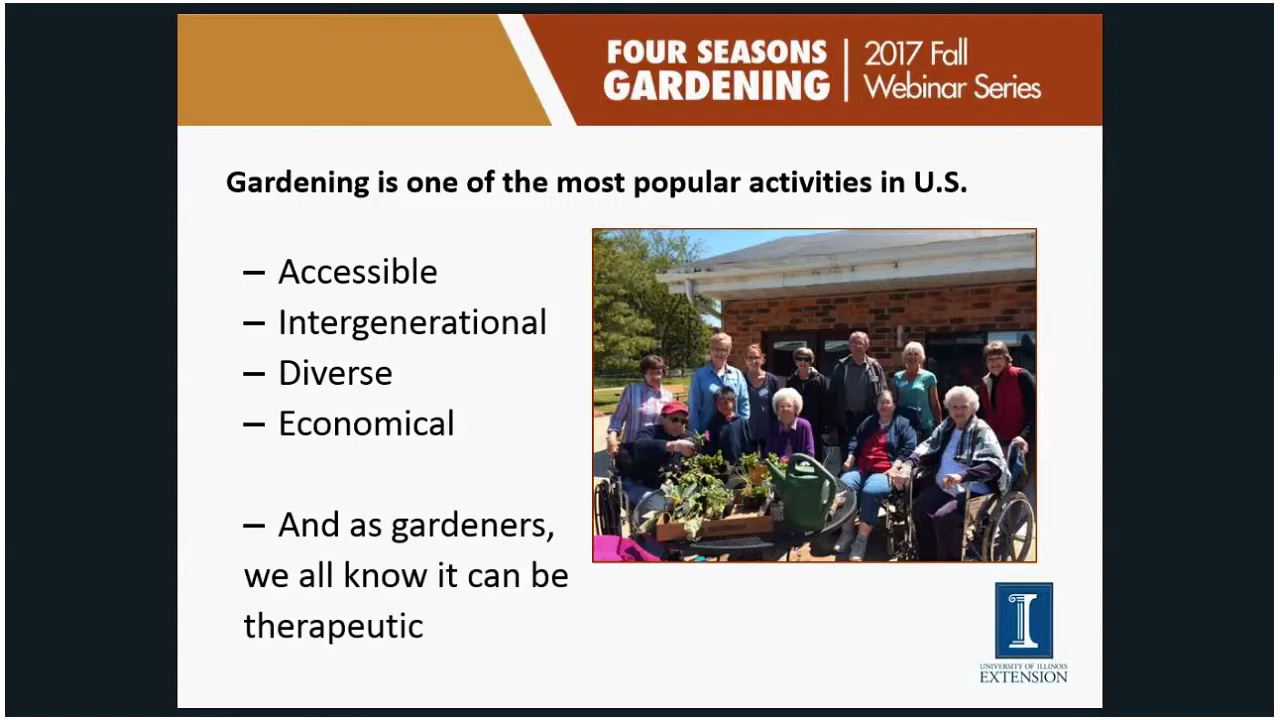 FOUR SEASONS
GARDENING
2017 Fall
Webinar Series
Gardening is one of the most popular activities in U.S.
– Accessible
– Intergenerational
– Diverse
– Economical
– And as gardeners,
we all know it can be
therapeutic
I
UNIVERSITY OF ILLINOIS
EXTENSION